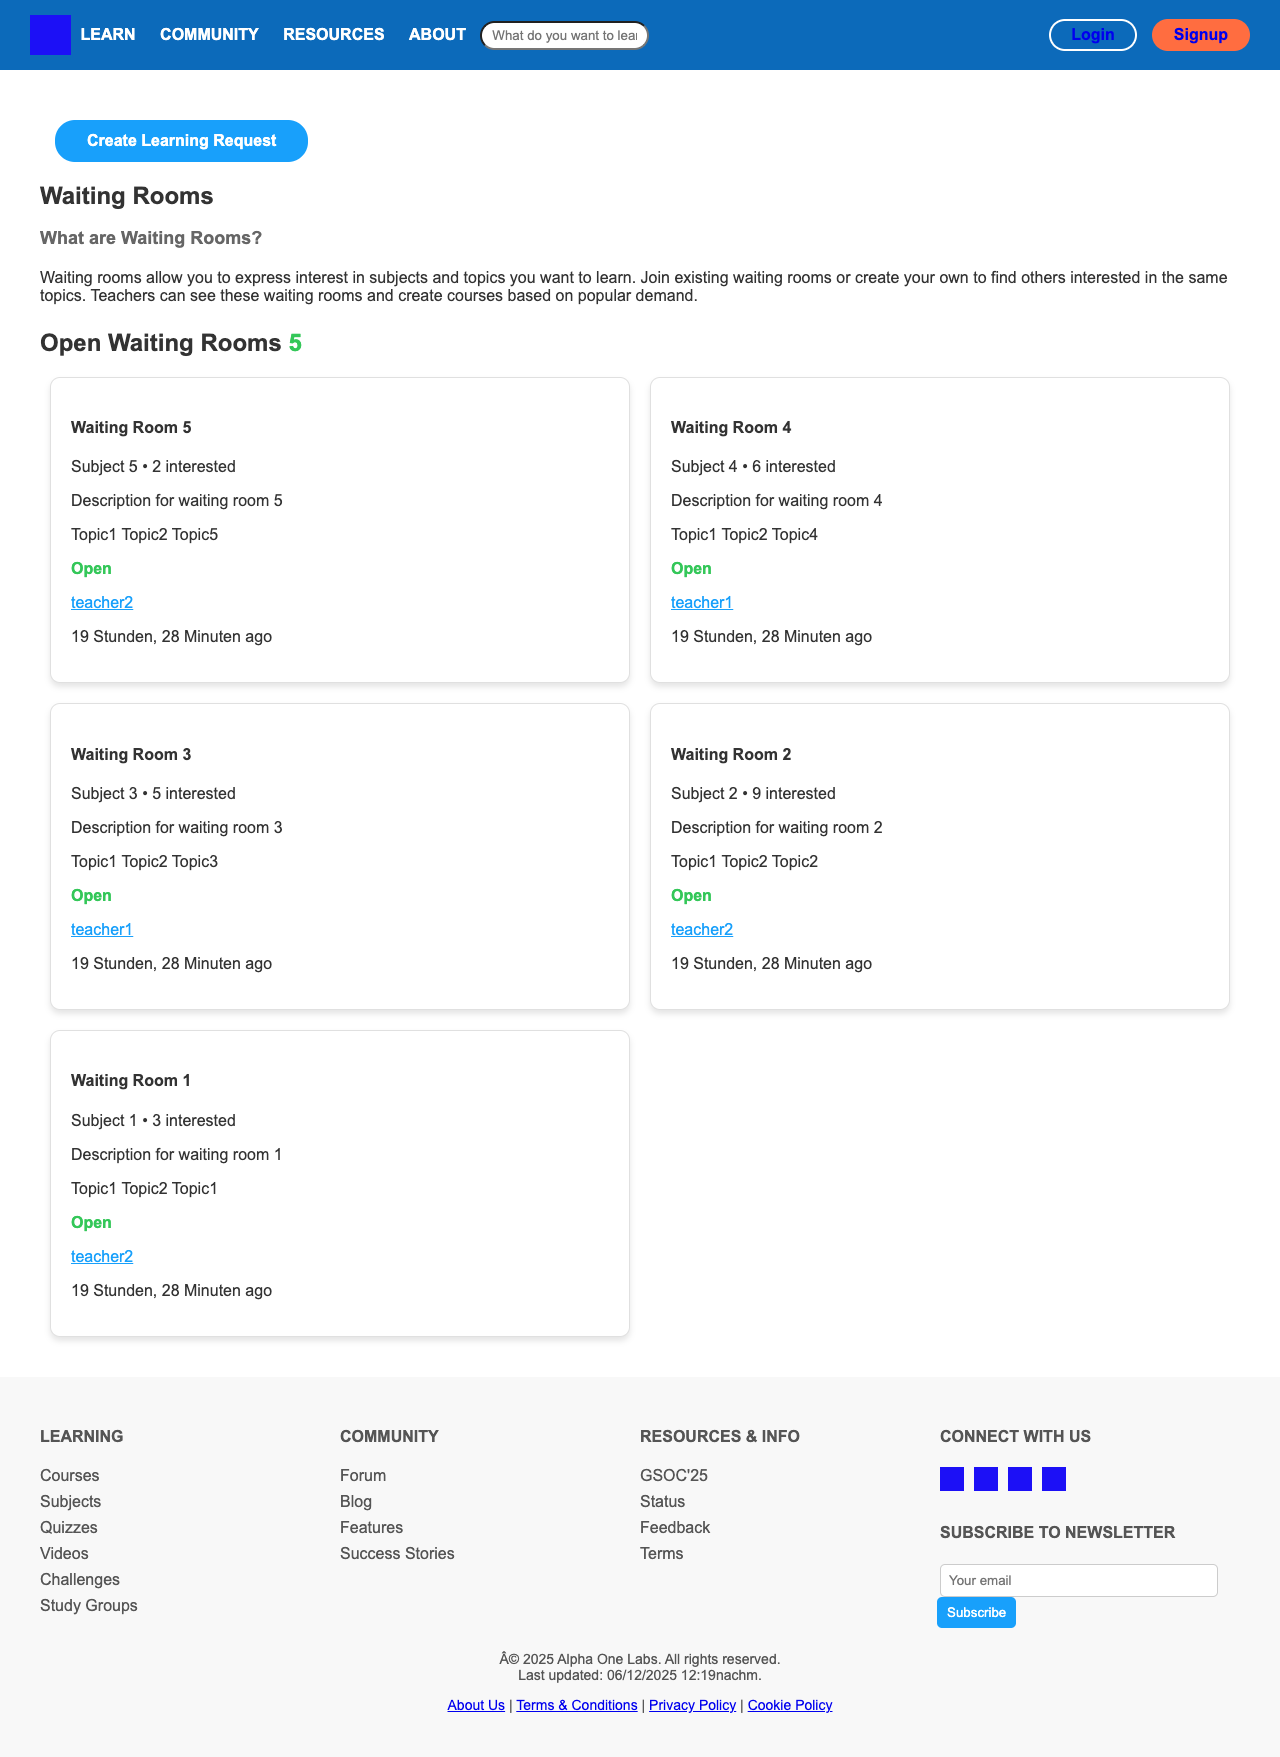 LEARN COMMUNITY RESOURCES ABOUT What do you want to lear Login Signup
Create Learning Request
Waiting Rooms
What are Waiting Rooms?
Waiting rooms allow you to express interest in subjects and topics you want to learn. Join existing waiting rooms or create your own to find others interested in the same
topics. Teachers can see these waiting rooms and create courses based on popular demand.
Open Waiting Rooms 5
Waiting Room 5
Subject 5 • 2 interested
Description for waiting room 5
Topic1 Topic2 Topic5
Open
teacher2
19 Stunden, 28 Minuten ago
Waiting Room 4
Subject 4 • 6 interested
Description for waiting room 4
Topic1 Topic2 Topic4
Open
teacher1
19 Stunden, 28 Minuten ago
Waiting Room 3
Subject 3 • 5 interested
Description for waiting room 3
Topic1 Topic2 Topic3
Open
teacher1
19 Stunden, 28 Minuten ago
Waiting Room 2
Subject 2 • 9 interested
Description for waiting room 2
Topic1 Topic2 Topic2
Open
teacher2
19 Stunden, 28 Minuten ago
Waiting Room 1
Subject 1 • 3 interested
Description for waiting room 1
Topic1 Topic2 Topic1
Open
teacher2
19 Stunden, 28 Minuten ago
LEARNING
Courses
Subjects
Quizzes
Videos
Challenges
Study Groups
COMMUNITY
Forum
Blog
Features
Success Stories
RESOURCES & INFO
GSOC'25
Status
Feedback
Terms
CONNECT WITH US
SUBSCRIBE TO NEWSLETTER
Your email
Subscribe
Â© 2025 Alpha One Labs. All rights reserved.
Last updated: 06/12/2025 12:19nachm.
About Us | Terms & Conditions | Privacy Policy | Cookie Policy